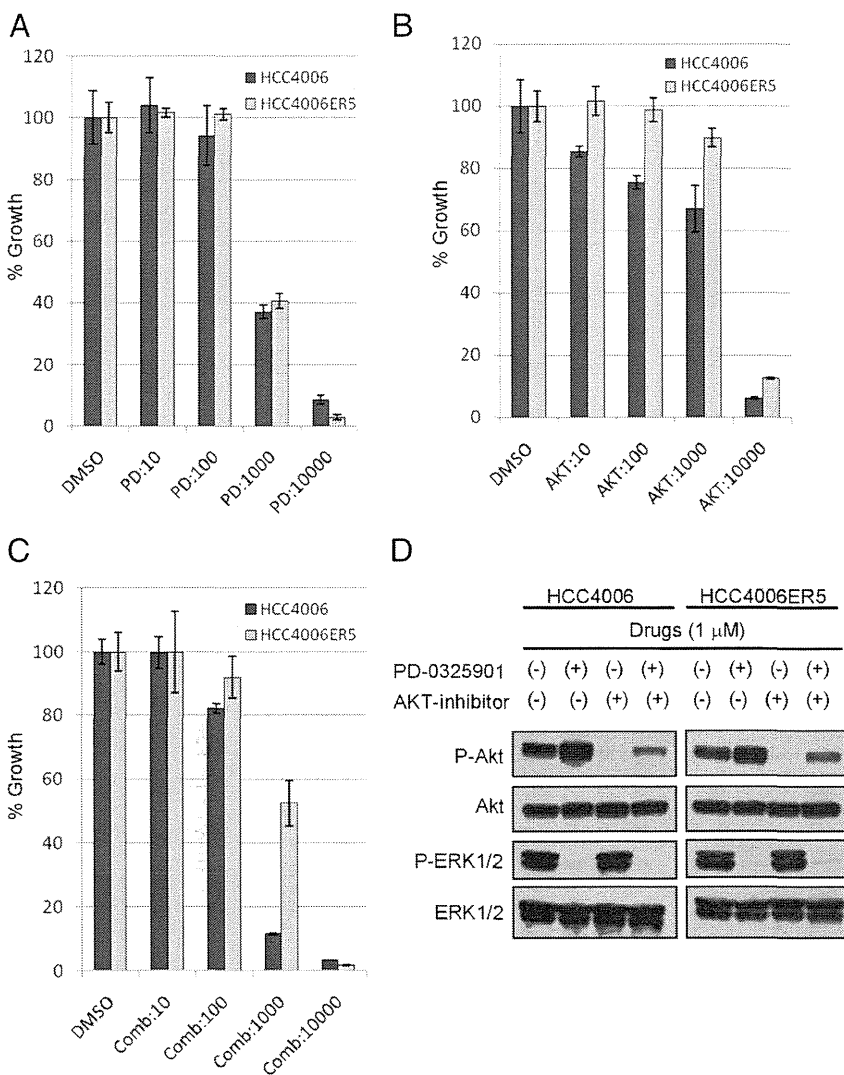 A
120
100
80
60
40
20
0
% Growth
HCC4006
HCC4006ER5
DMSO
PD:10
PD:100
PD:1000
PD:10000
B
120
100
80
60
40
20
0
% Growth
HCC4006
HCC4006ER5
DMSO
AKT:10
AKT:100
AKT:1000
AKT:10000
C
120
100
80
60
40
20
0
% Growth
HCC4006
HCC4006ER5
DMSO
Comb:10
Comb:100
Comb:1000
Comb:10000
D
HCC4006 HCC4006ER5
Drugs (1 μM)
PD-0325901 (-) (+) (-) (+) (-) (+) (-) (+)
AKT-inhibitor (-) (-) (+) (+) (-) (-) (+) (+)
P-Akt
Akt
P-ERK1/2
ERK1/2